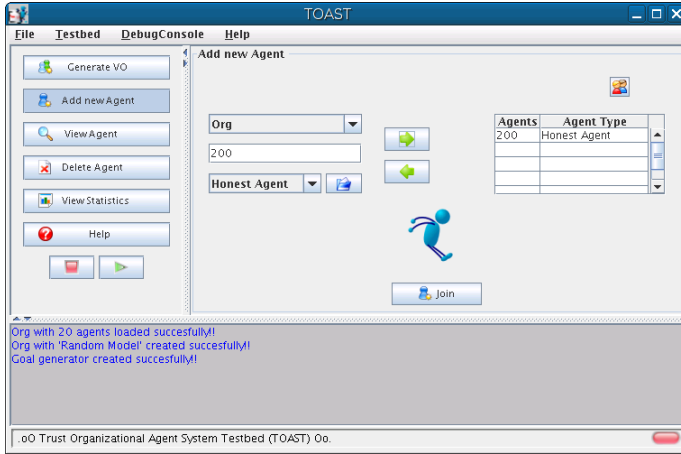 TOAST
File Testbed DebugConsole Help
Generate VO
Add new Agent
View Agent
Delete Agent
View Statistics
Help
Add new Agent
Org
200
Honest Agent
Agents Agent Type
200 Honest Agent
Join
Org with 20 agents loaded succesfully!!
Org with 'Random Model' created succesfully!!
Goal generator created succesfully!!
.oO Trust Organizational Agent System Testbed (TOAST) Oo.